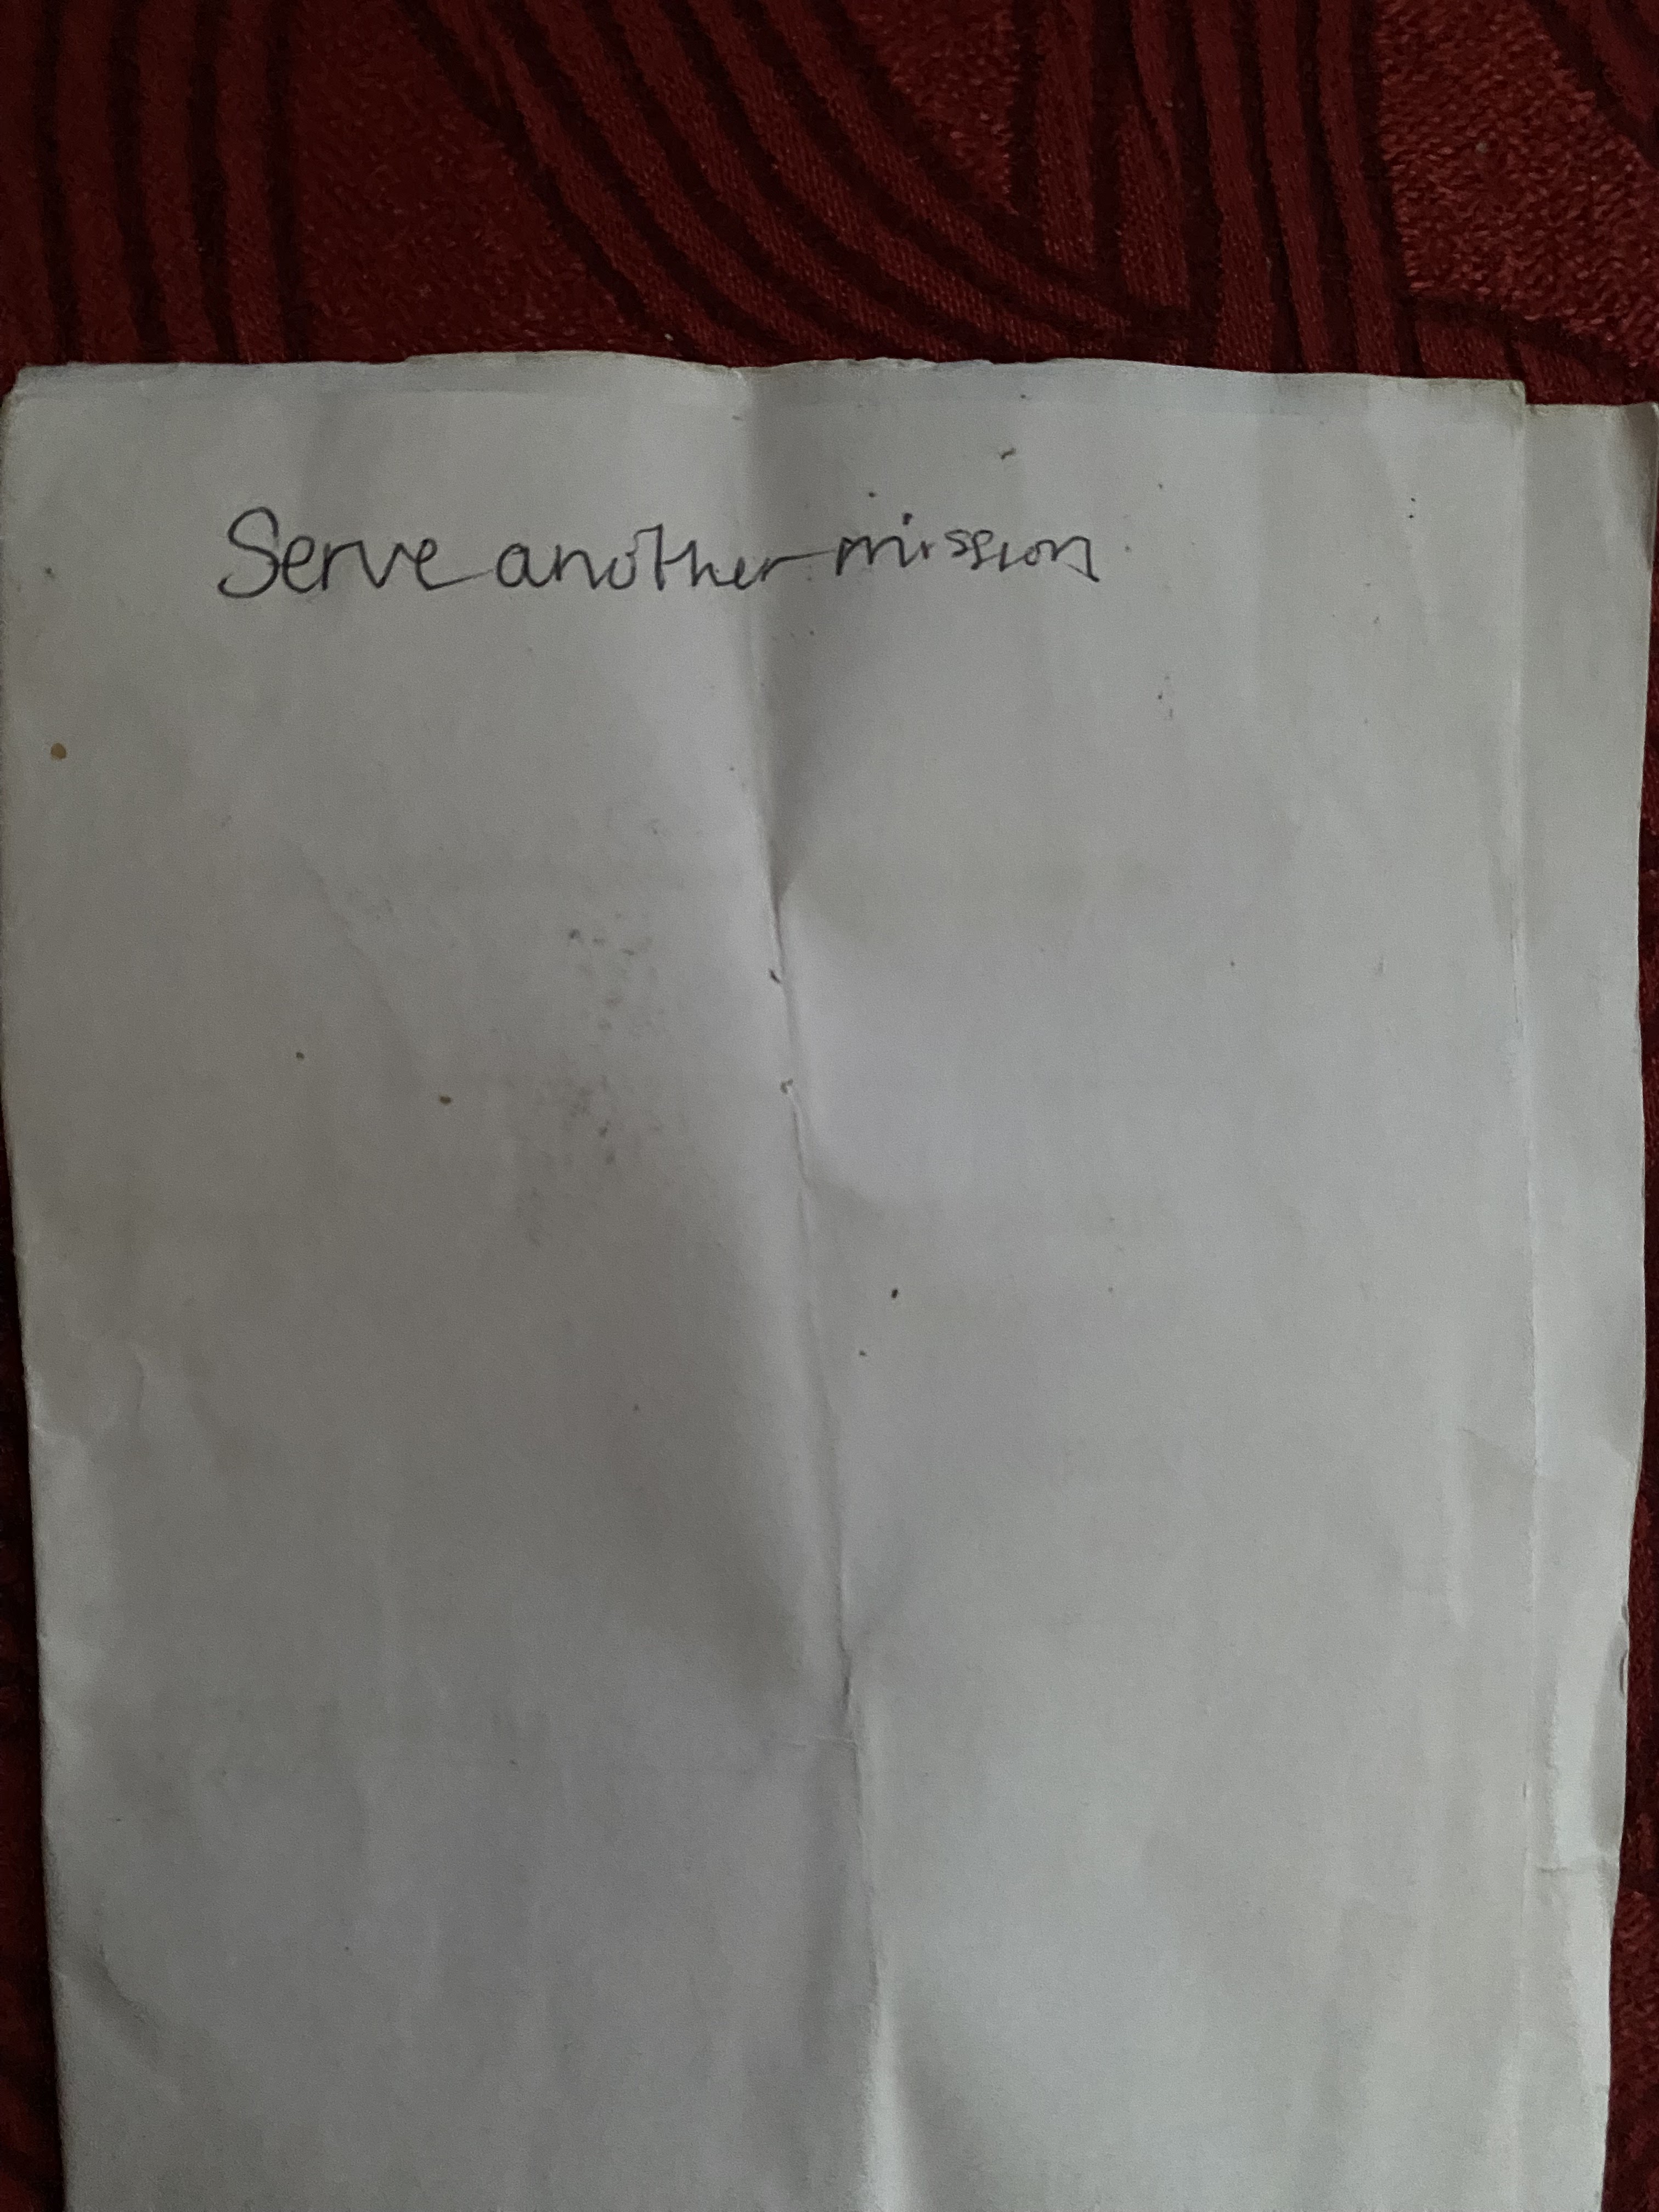 Serve another mission